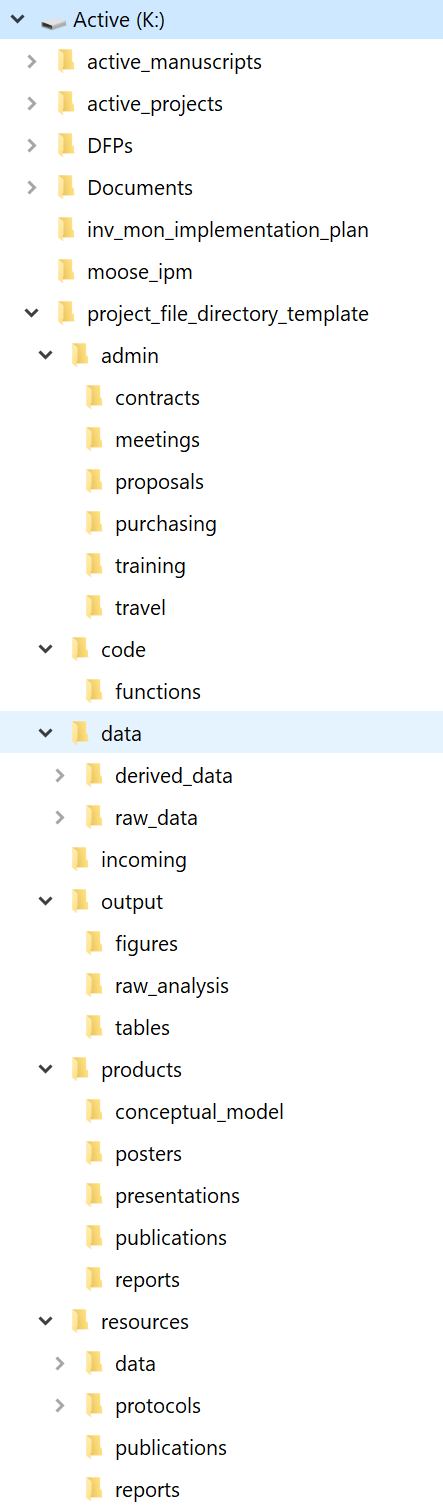 Active (K:)
active_manuscripts
active_projects
DFPs
Documents
inv_mon_implementation_plan
moose_ipm
project_file_directory_template
admin
contracts
meetings
proposals
purchasing
training
travel
code
functions
data
derived_data
raw_data
incoming
output
figures
raw_analysis
tables
products
conceptual_model
posters
presentations
publications
reports
resources
data
protocols
publications
reports